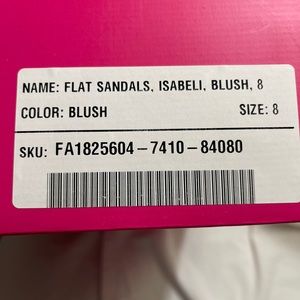 NAME: FLAT SANDALS, ISABELI, BLUSH, 8
COLOR: BLUSH SIZE: 8
SKU: FA1825604-7410-84080